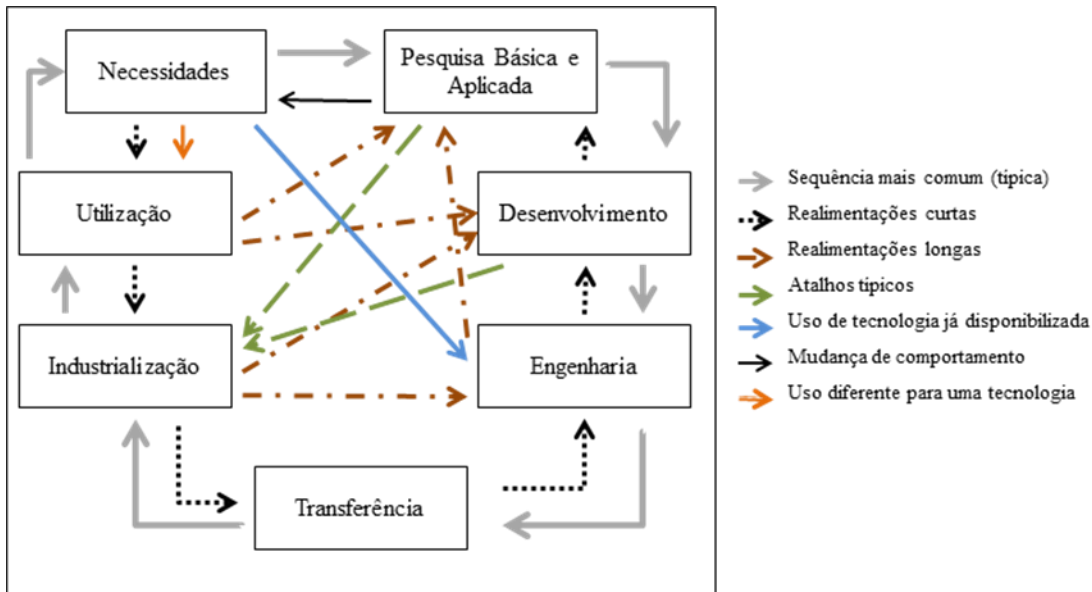 Necessidades
Pesquisa Básica e
Aplicada
Utilização
Desenvolvimento
Industrialização
Engenharia
Transferência
Sequência mais comum (típica)
Realimentações curtas
Realimentações longas
Atalhos típicos
Uso de tecnologia já disponibilizada
Mudança de comportamento
Uso diferente para uma tecnologia